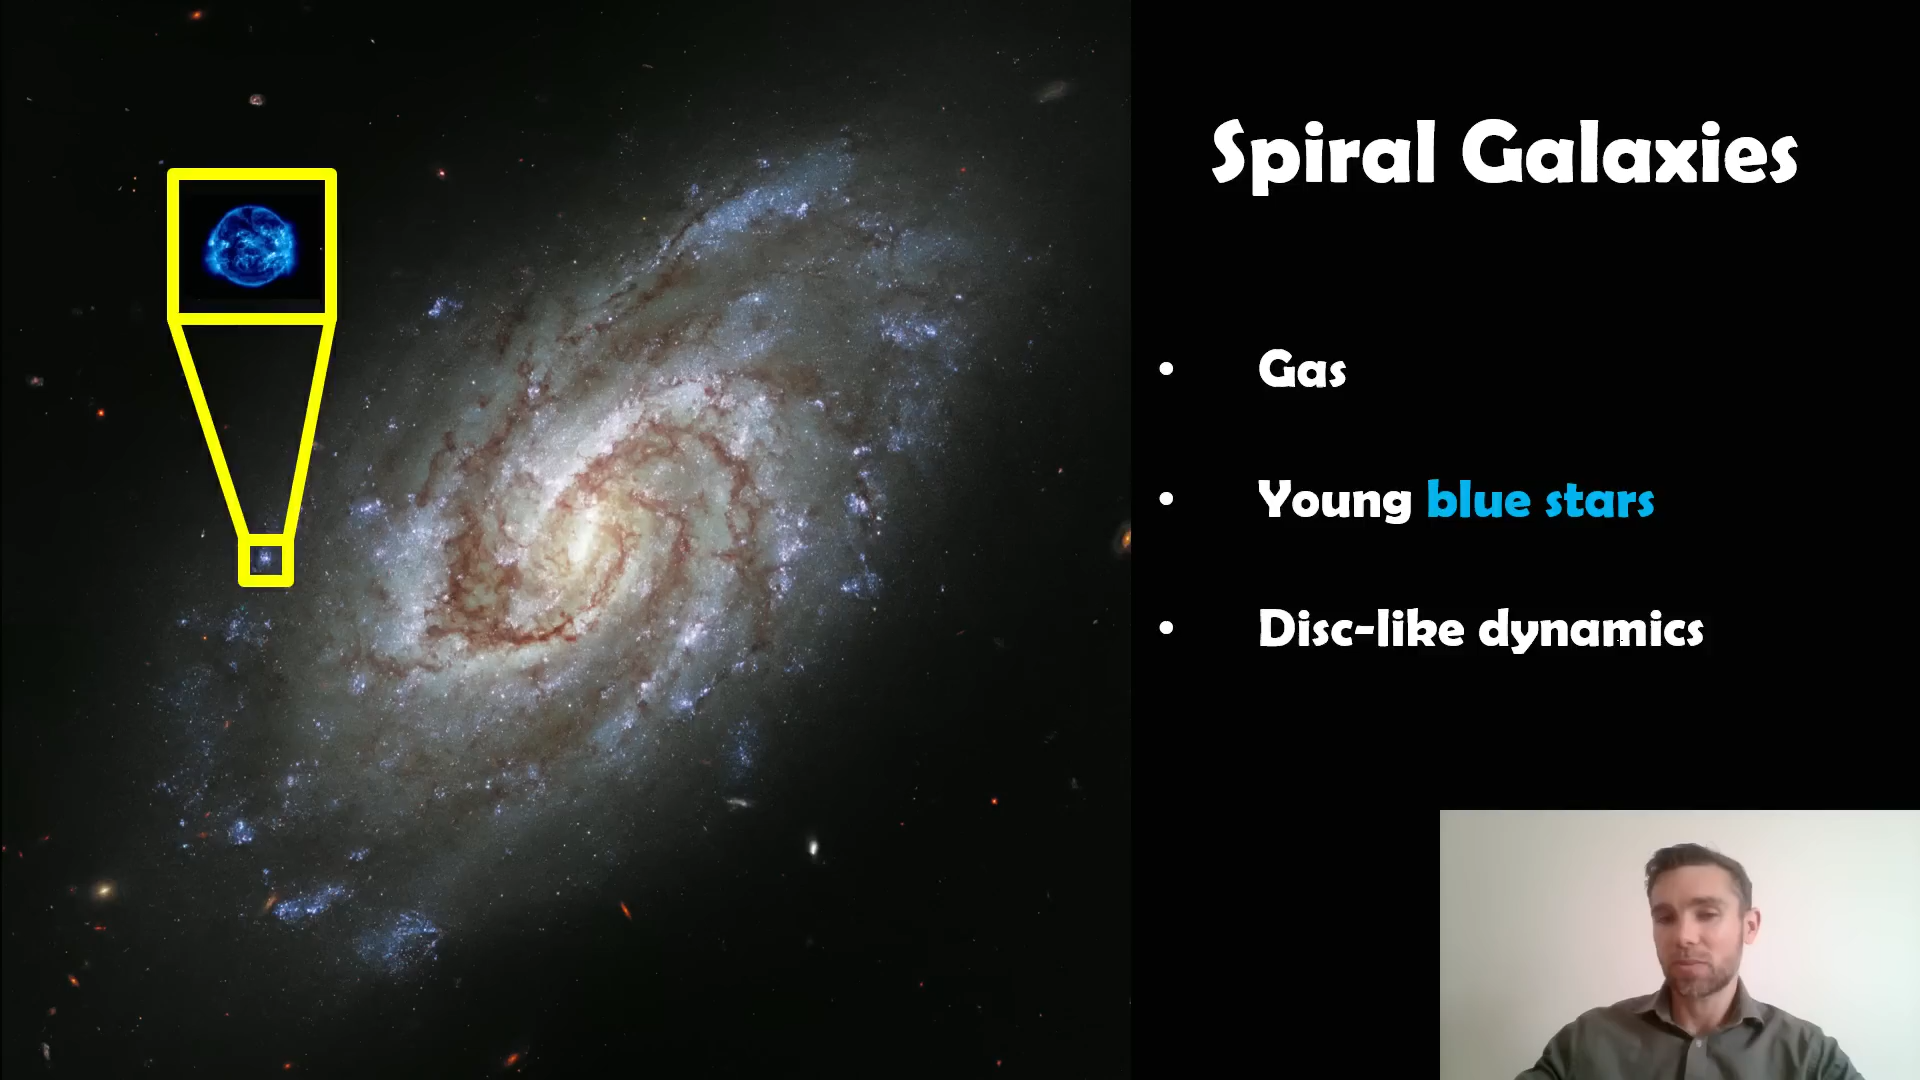 Spiral Galaxies
• Gas
• Young blue stars
• Disc-like dynamics